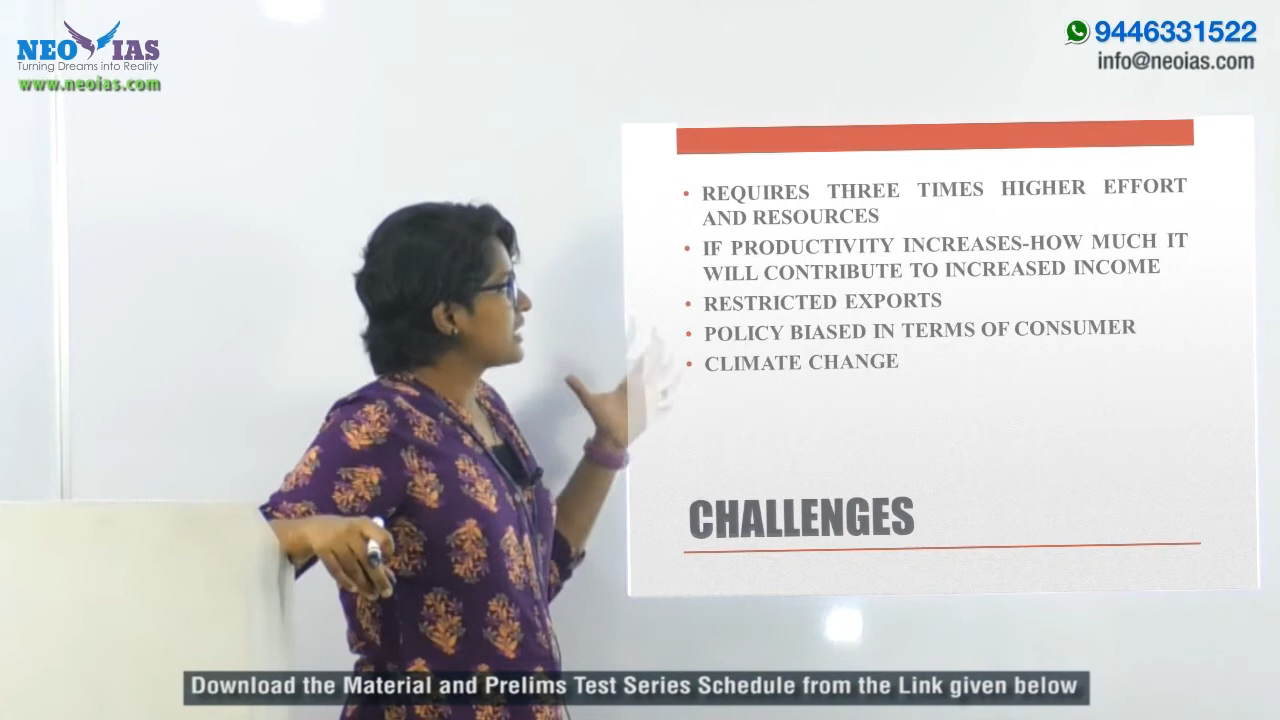 NEO IAS
Turning Dreams into Reality
www.neoias.com
9446331522
info@neoias.com
• REQUIRES THREE TIMES HIGHER EFFORT
AND RESOURCES
• IF PRODUCTIVITY INCREASES-HOW MUCH IT
WILL CONTRIBUTE TO INCREASED INCOME
• RESTRICTED EXPORTS
• POLICY BIASED IN TERMS OF CONSUMER
• CLIMATE CHANGE
CHALLENGES
Download the Material and Prelims Test Series Schedule from the Link given below